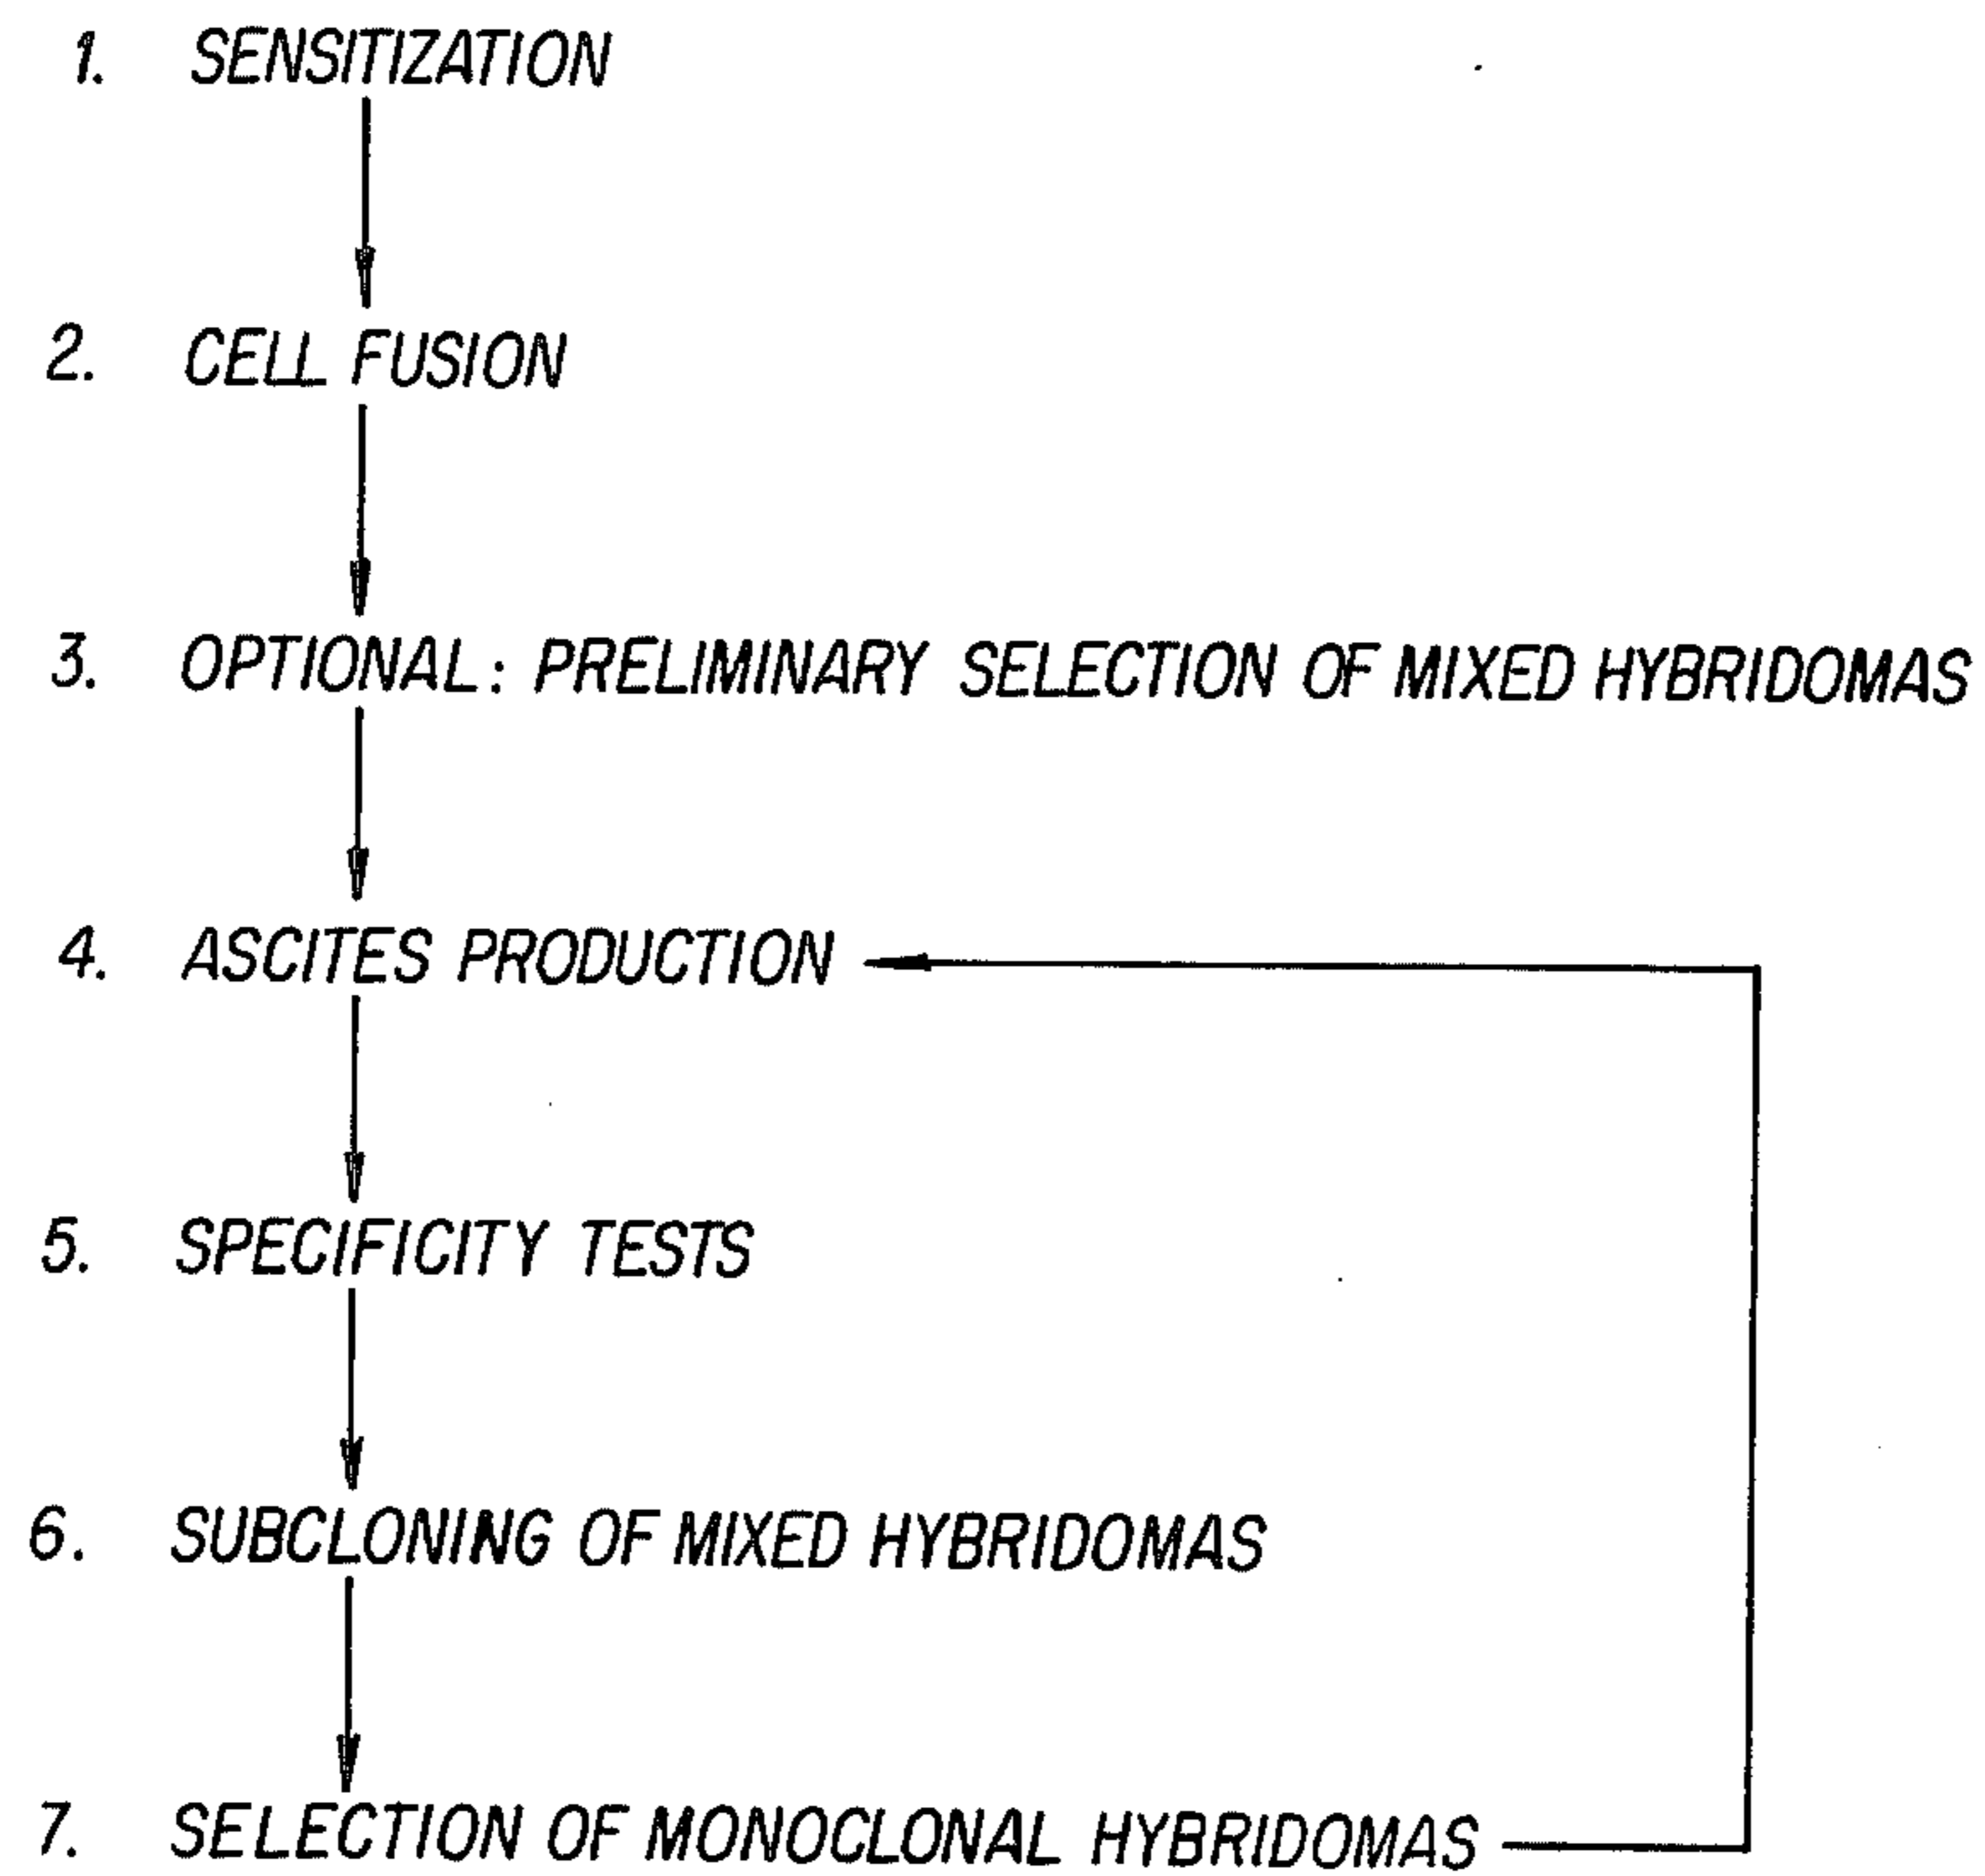 1. SENSITIZATION
2. CELL FUSION
3. OPTIONAL: PRELIMINARY SELECTION OF MIXED HYBRIDOMAS
4. ASCITES PRODUCTION
5. SPECIFICITY TESTS
6. SUBCLONING OF MIXED HYBRIDOMAS
7. SELECTION OF MONOCLONAL HYBRIDOMAS